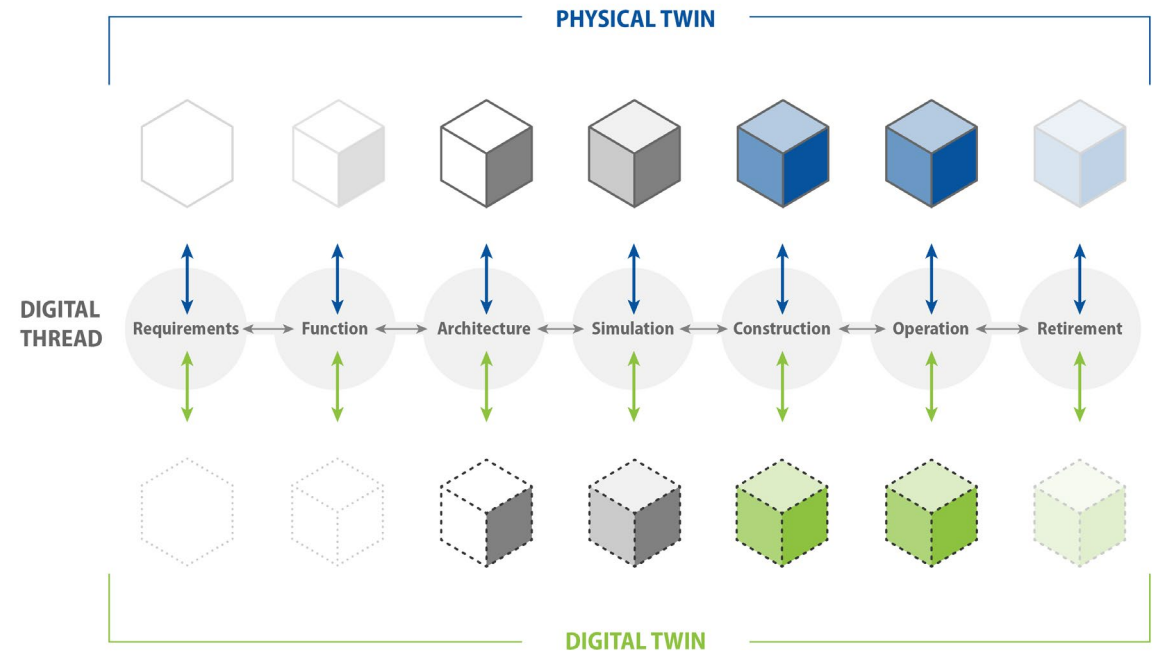 PHYSICAL TWIN
DIGITAL
THREAD
Requirements
Function
Architecture
Simulation
Construction
Operation
Retirement
DIGITAL TWIN